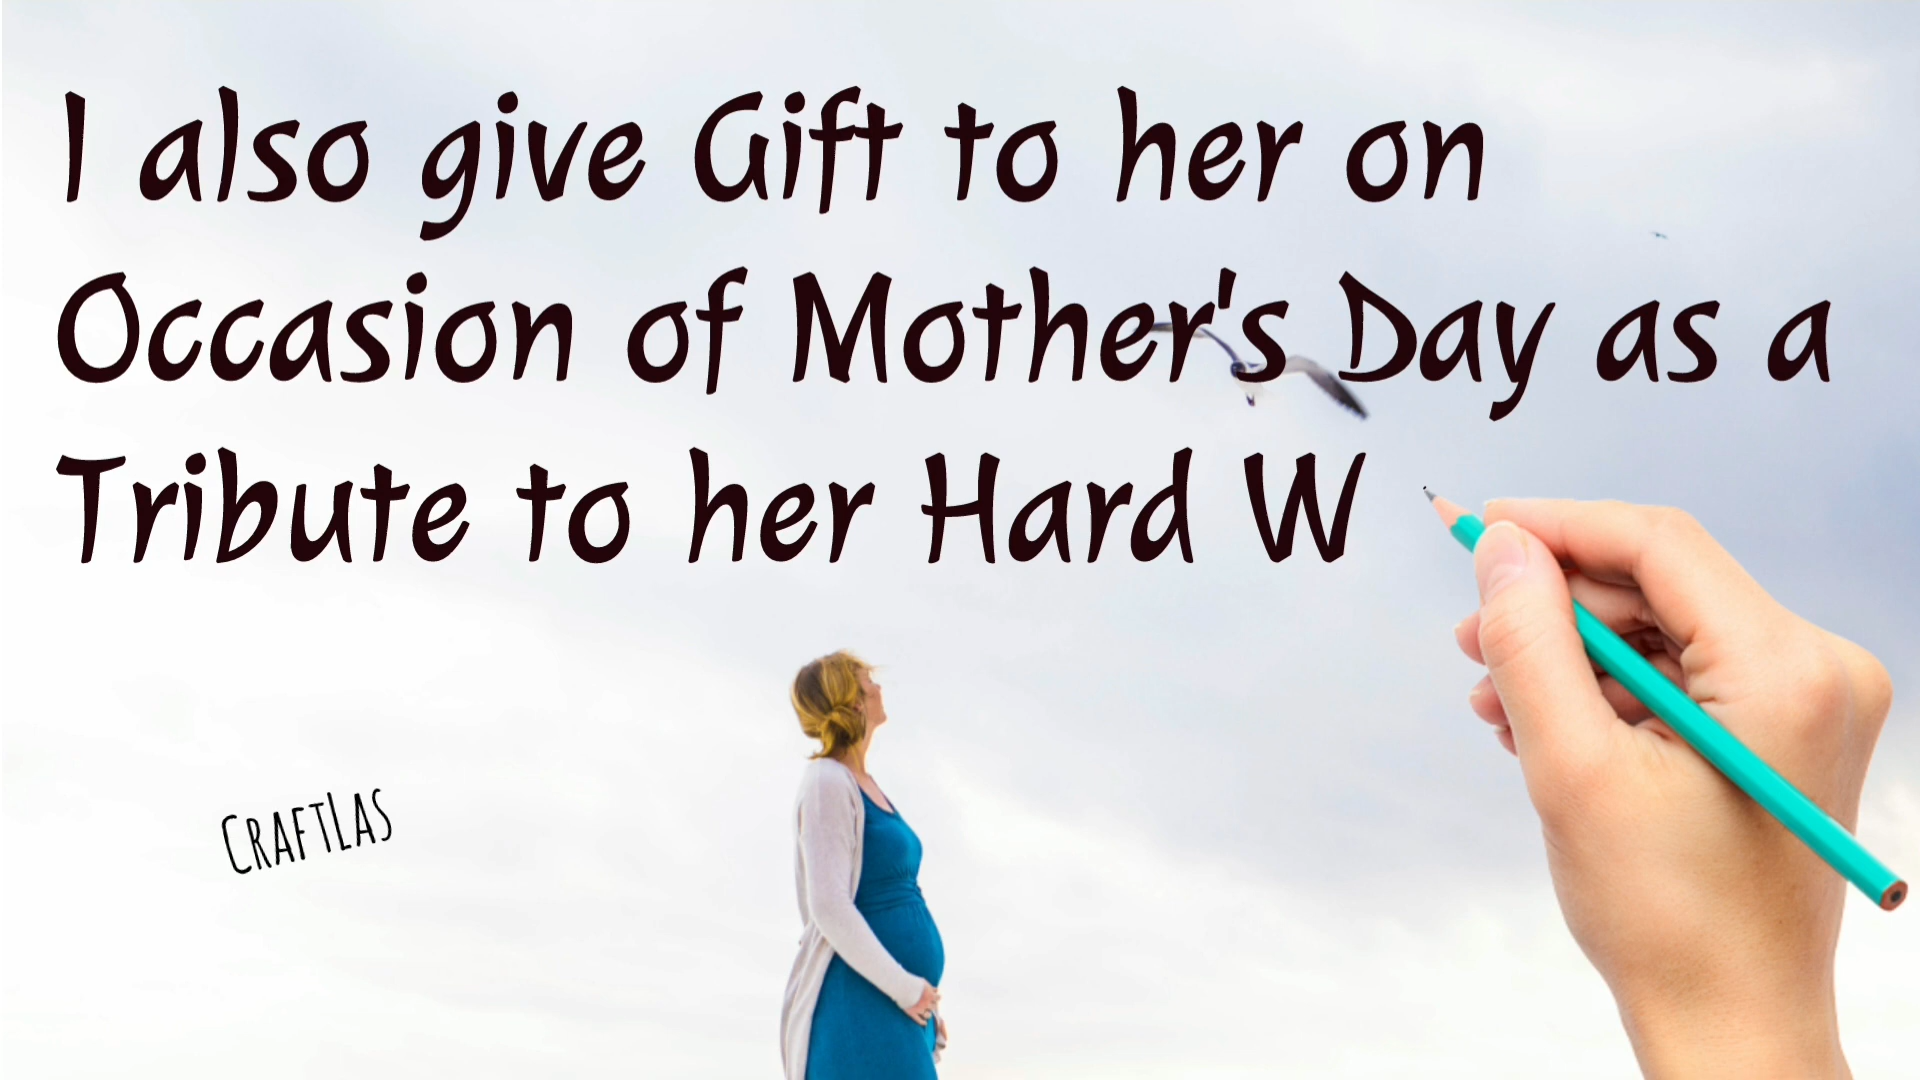 I also give Gift to her on
Occasion of Mother's Day as a
Tribute to her Hard W
CraftLas